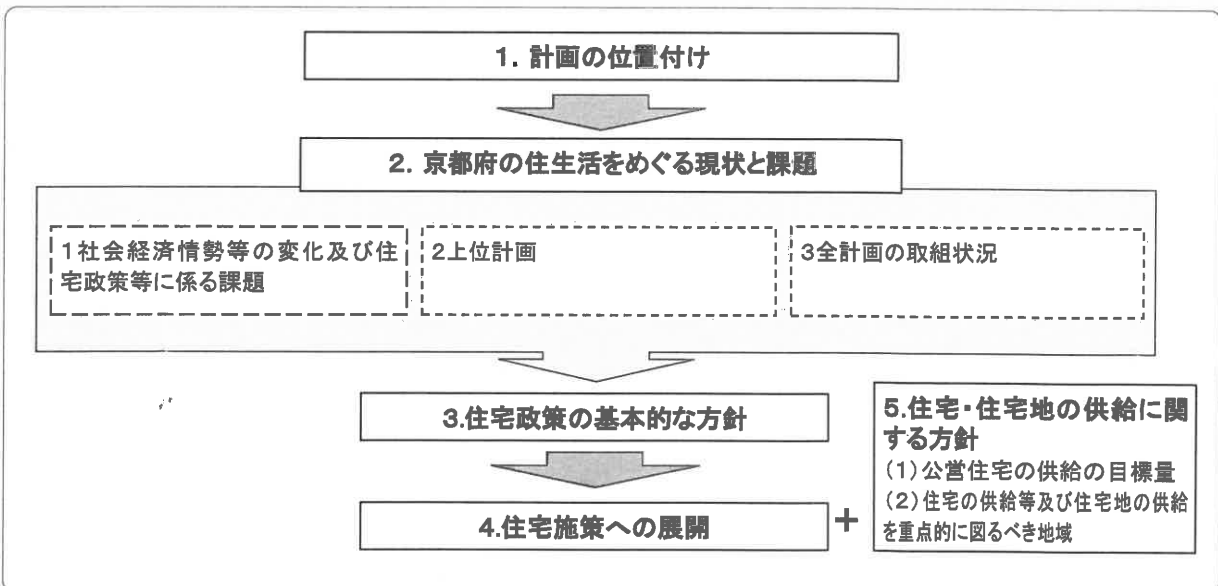 1. 計画の位置付け
2. 京都府の住生活をめぐる現状と課題
1社会経済情勢等の変化及び住
宅政策等に係る課題
2上位計画
3全計画の取組状況
3.住宅政策の基本的な方針
4.住宅施策への展開
+
5.住宅・住宅地の供給に関
する方針
(1)公営住宅の供給の目標量
(2)住宅の供給等及び住宅地の供給
を重点的に図るべき地域